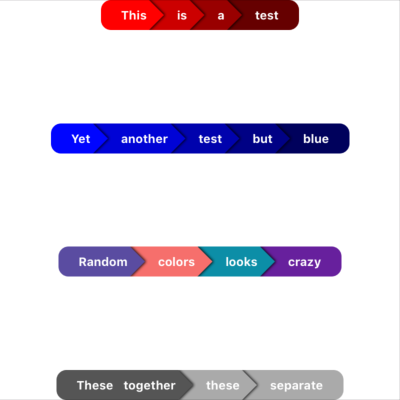 This is a test
Yet another test but blue
Random colors looks crazy
These together these separate